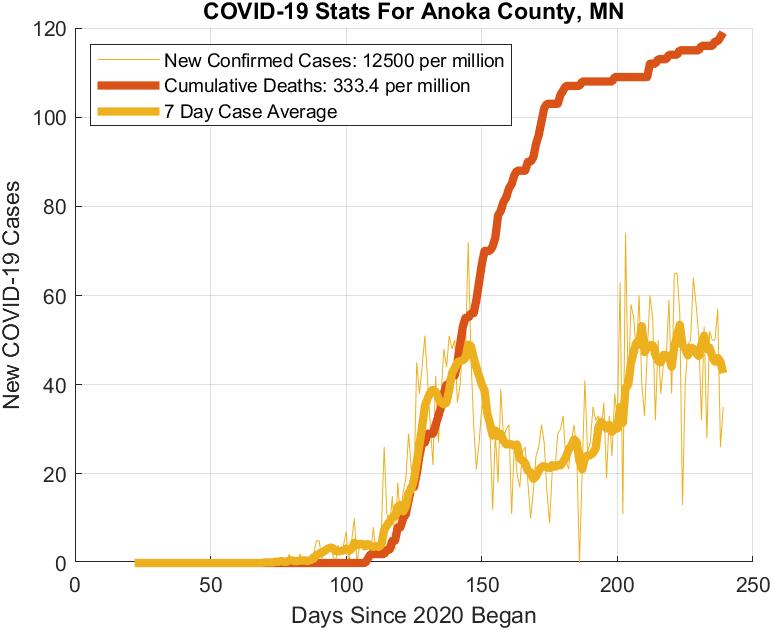 COVID-19 Stats For Anoka County, MN
New Confirmed Cases: 12500 per million
Cumulative Deaths: 333.4 per million
7 Day Case Average
New COVID-19 Cases
120
100
80
60
40
20
0
0 50 100 150 200 250
Days Since 2020 Began